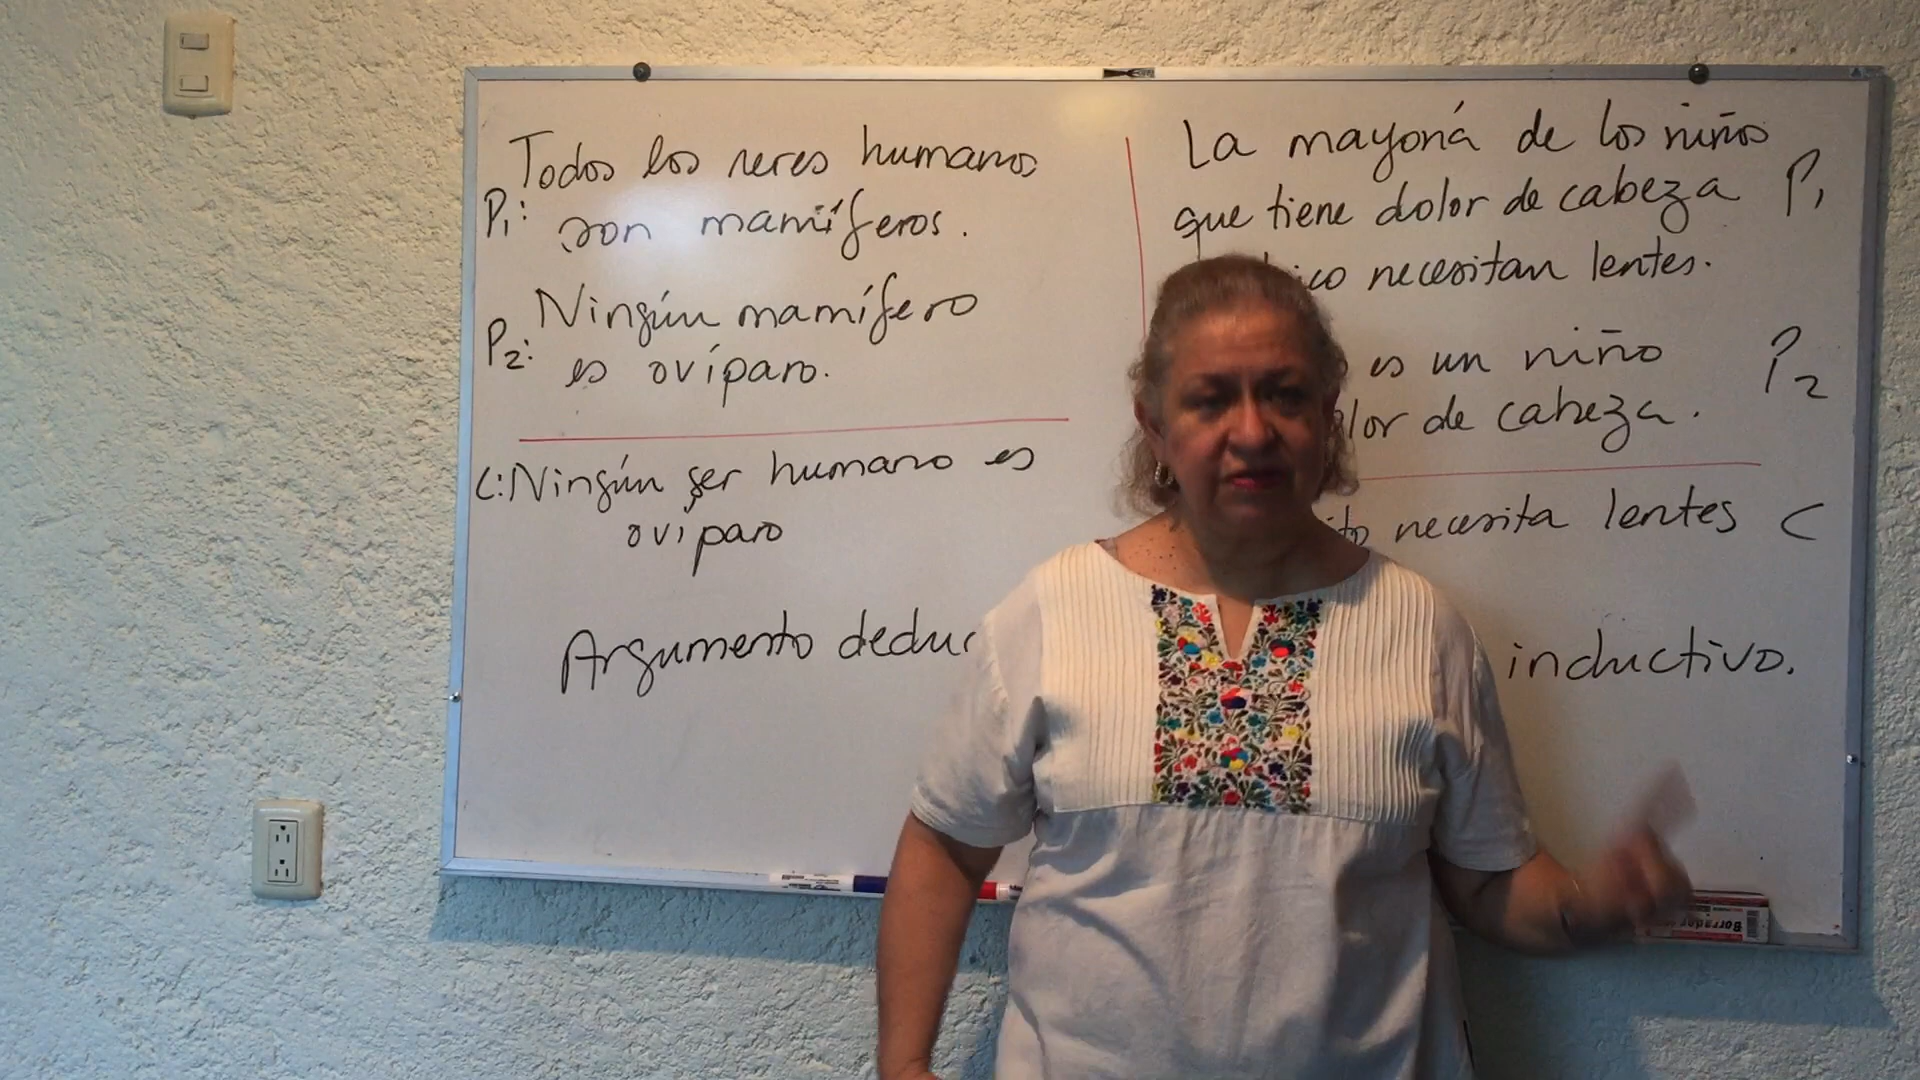 Todos los seres humanos
P1: son mamíferos.
Ningún mamífero
P2: es ovíparo.
C: Ningún ser humano es
ovíparo
Argumento
La mayoría de los niños
que tiene dolor de cabeza P1
necesitan lentes.
es un niño P2
de cabeza.
necesita lentes C
inductivo.
Borrador